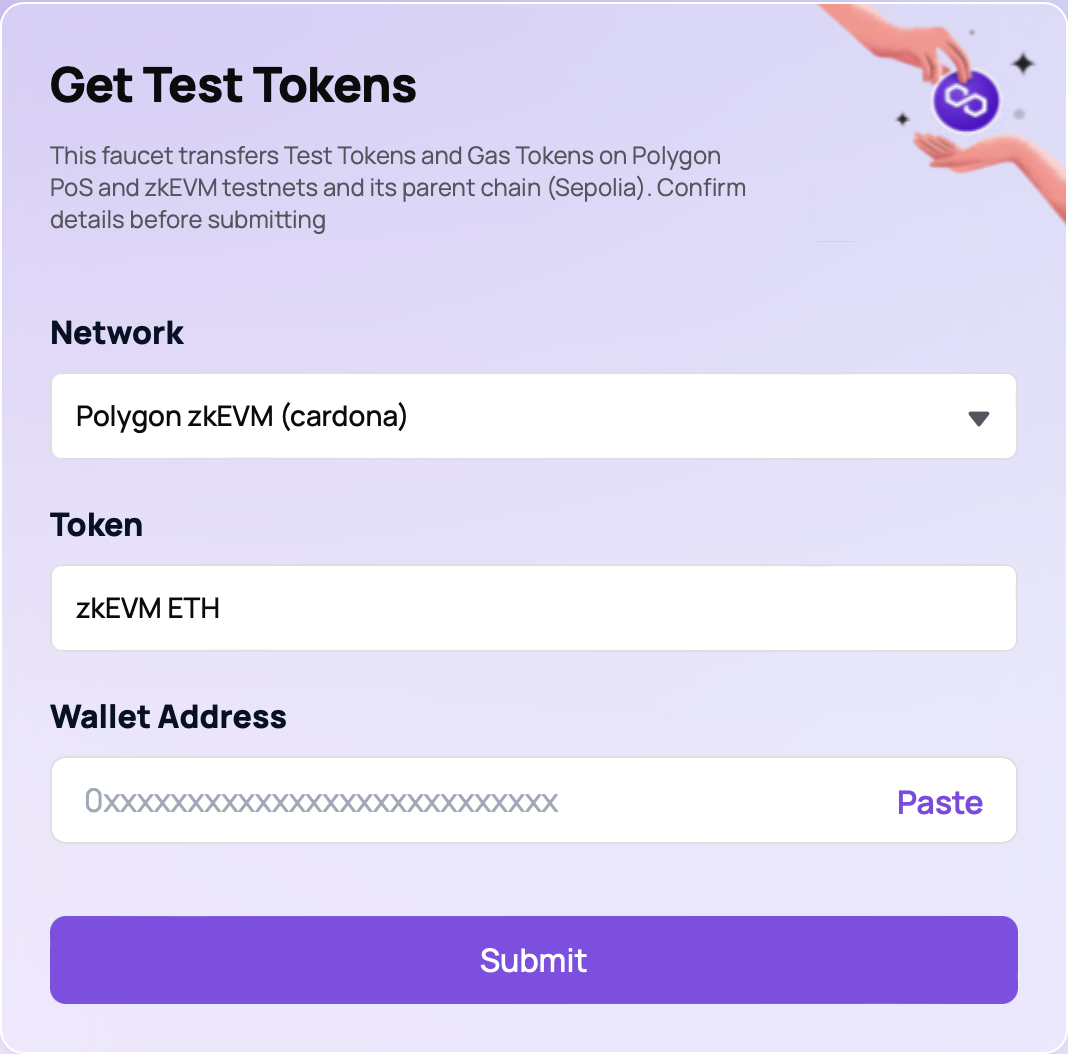 Get Test Tokens
This faucet transfers Test Tokens and Gas Tokens on Polygon
PoS and zkEVM testnets and its parent chain (Sepolia). Confirm
details before submitting
Network
Polygon zkEVM (cardona)
Token
zkEVM ETH
Wallet Address
0xxxxxxxxxxxxxxxxxxxxxxxxxxx
Paste
Submit